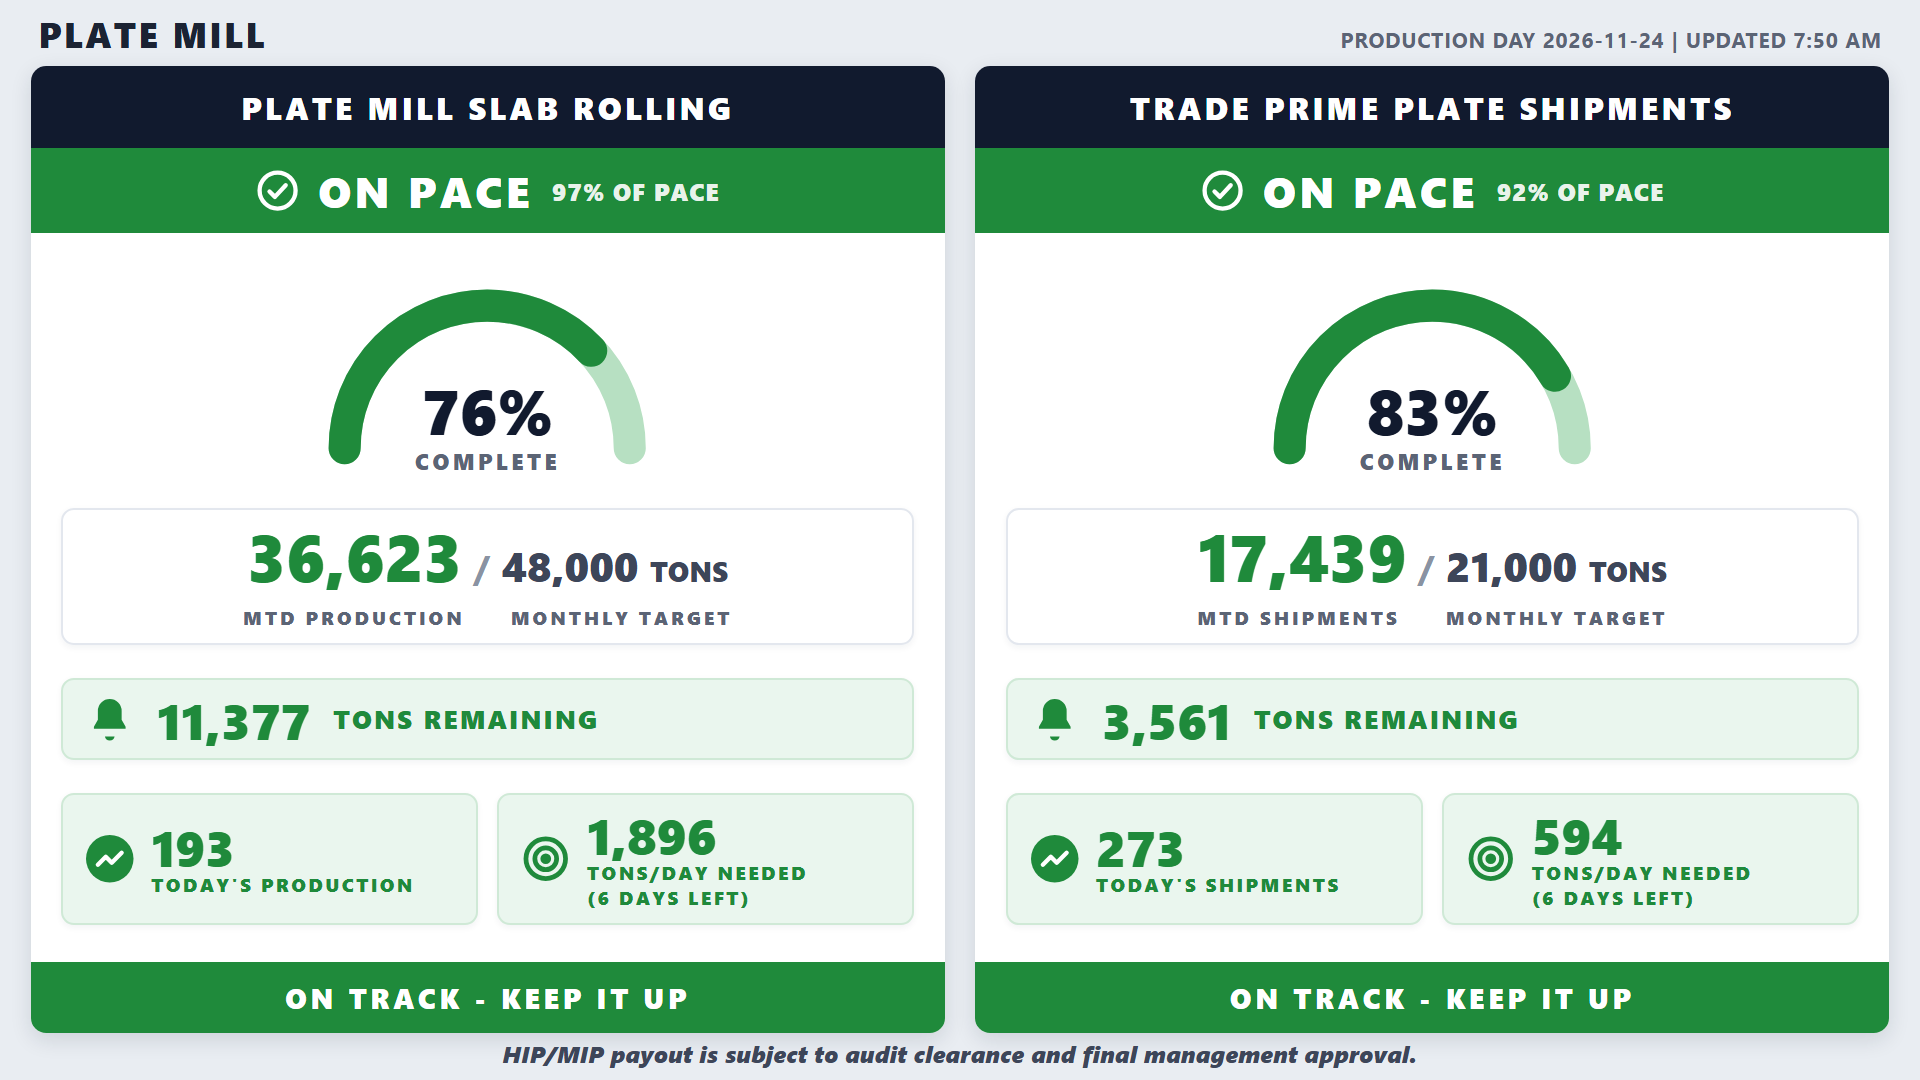 PLATE MILL
PRODUCTION DAY 2026-11-24 | UPDATED 7:50 AM
PLATE MILL SLAB ROLLING
ON PACE 97% OF PACE
76%
COMPLETE
36,623 / 48,000 TONS
MTD PRODUCTION MONTHLY TARGET
11,377 TONS REMAINING
193
TODAY'S PRODUCTION
1,896
TONS/DAY NEEDED
(6 DAYS LEFT)
ON TRACK - KEEP IT UP
TRADE PRIME PLATE SHIPMENTS
ON PACE 92% OF PACE
83%
COMPLETE
17,439 / 21,000 TONS
MTD SHIPMENTS MONTHLY TARGET
3,561 TONS REMAINING
273
TODAY'S SHIPMENTS
594
TONS/DAY NEEDED
(6 DAYS LEFT)
ON TRACK - KEEP IT UP
HIP/MIP payout is subject to audit clearance and final management approval.